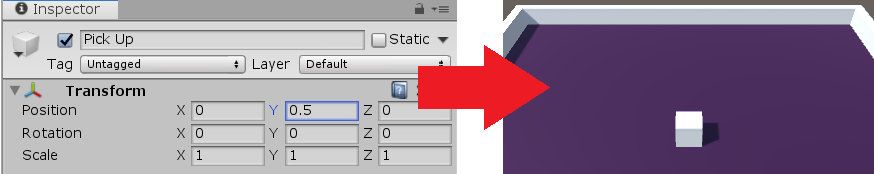 Inspector
Pick Up Static
Tag Untagged Layer Default
Transform
Position X 0 Y 0.5 Z 0
Rotation X 0 Y 0 Z 0
Scale X 1 Y 1 Z 1